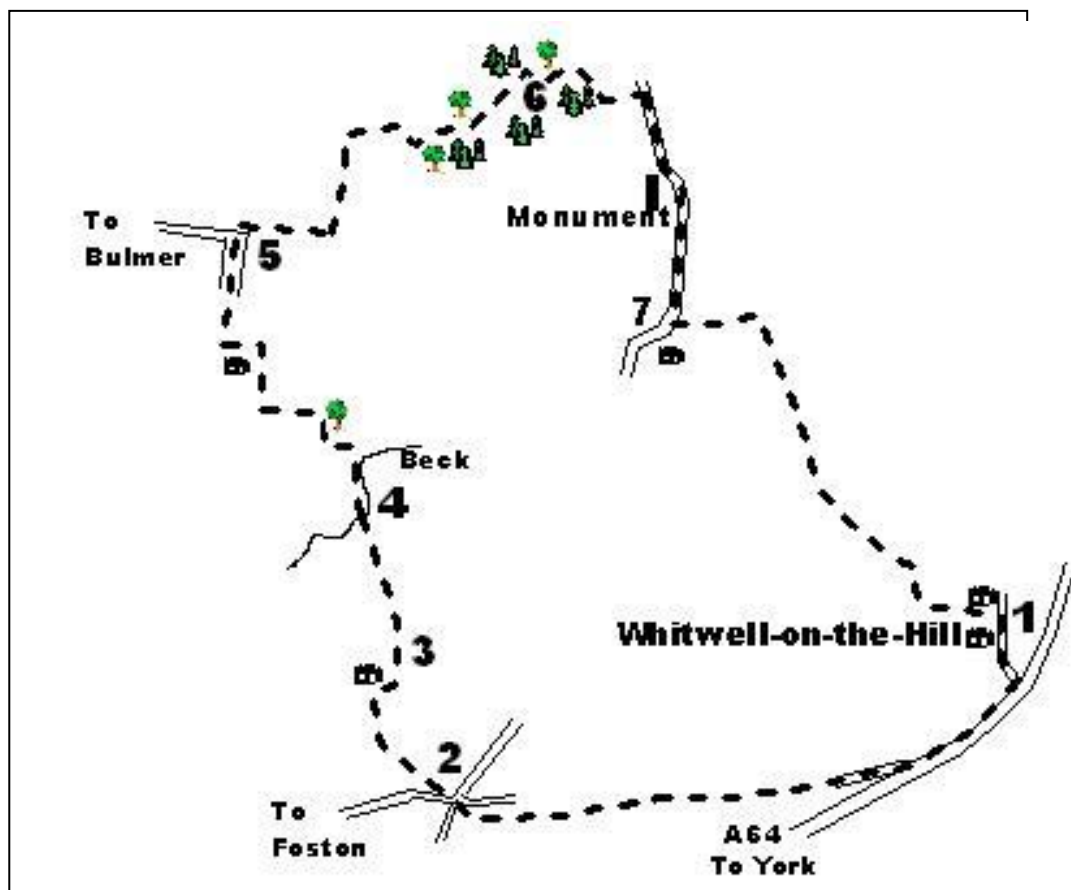 6
Monument
To
Bulmer
5
7
Beck
4
1
Whitwell-on-the-Hill
3
2
To
Foston
A64
To York